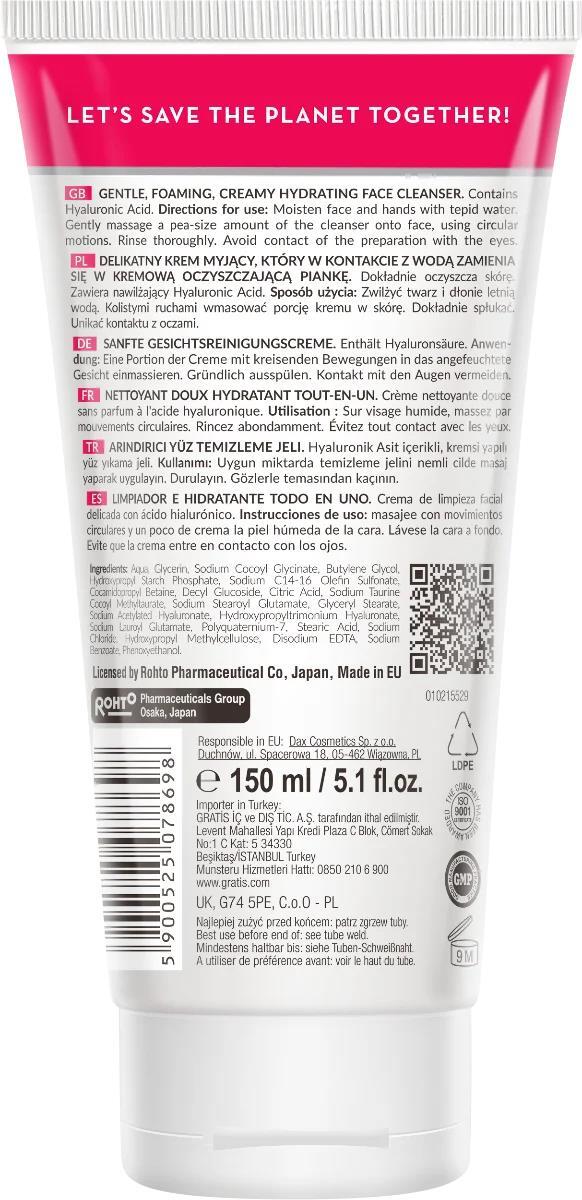 LET'S SAVE THE PLANET TOGETHER!
GB GENTLE, FOAMING, CREAMY HYDRATING FACE CLEANSER. Contains
Hyaluronic Acid. Directions for use: Moisten face and hands with tepid water.
Gently massage a pea-size amount of the cleanser onto face, using circular
motions. Rinse thoroughly. Avoid contact of the preparation with the eyes.
PL DELIKATNY KREM MYJĄCY, KTÓRY W KONTAKCIE Z WODĄ ZAMIENIA
SIĘ W KREMOWĄ OCZYSZCZAJĄCĄ PIANKĘ. Dokładnie oczyszcza skórę.
Zawiera nawilżający Hyaluronic Acid. Sposób użycia: Zwilżyć twarz i dłonie letnią
wodą. Kolistymi ruchami wmasować porcję kremu w skórę. Dokładnie spłukać.
Unikać kontaktu z oczami.
DE SANFTE GESICHTSREINIGUNGSCREME. Enthält Hyaluronsäure. Anwen-
dung: Eine Portion der Creme mit kreisenden Bewegungen in das angefeuchtete
Gesicht einmassieren. Gründlich ausspülen. Kontakt mit den Augen vermeiden.
FR NETTOYANT DOUX HYDRATANT TOUT-EN-UN. Crème nettoyante douce
sans parfum à l'acide hyaluronique. Utilisation : Sur visage humide, massez par
mouvements circulaires. Rincez abondamment. Évitez tout contact avec les yeux.
TR ARINDIRICI YÜZ TEMIZLEME JELI. Hyaluronik Asit içerikli, kremsi yapılı
yüz yıkama jeli. Kullanımı: Uygun miktarda temizleme jelini nemli cilde masaj
yaparak uygulayın. Durulayın. Gözlerle temasından kaçının.
ES LIMPIADOR E HIDRATANTE TODO EN UNO. Crema de limpieza facial
delicada con ácido hialurónico. Instrucciones de uso: masajee con movimientos
circulares y un poco de crema la piel húmeda de la cara. Lávese la cara a fondo.
Evite que la crema entre en contacto con los ojos.
Ingredients: Aqua, Glycerin, Sodium Cocoyl Glycinate, Butylene Glycol,
Hydroxypropyl Starch Phosphate, Sodium C14-16 Olefin Sulfonate,
Cocamidopropyl Betaine, Decyl Glucoside, Citric Acid, Sodium Taurine
Cocoyl Methyltaurate, Sodium Stearoyl Glutamate, Glyceryl Stearate,
Sodium Acetylated Hyaluronate, Hydroxypropyltrimonium Hyaluronate,
Sodium Lauroyl Glutamate, Polyquaternium-7, Stearic Acid, Sodium
Chloride, Hydroxypropyl Methylcellulose, Disodium EDTA, Sodium
Benzoate, Phenoxyethanol.
Licensed by Rohto Pharmaceutical Co, Japan, Made in EU
ROHTO Pharmaceuticals Group
Osaka, Japan
010215529
LDPE
Responsible in EU: Dax Cosmetics Sp. z o.o.
Duchnów, ul. Spacerowa 18, 05-462 Wiązowna, PL
e 150 ml / 5.1 fl.oz.
Importer in Turkey:
GRATİS İÇ ve DIŞ TİC. A.Ş. tarafından ithal edilmiştir.
Levent Mahallesi Yapı Kredi Plaza C Blok, Cömert Sokak
No:1 C Kat: 5 34330
Beşiktaş/İSTANBUL Turkey
Munsteru Hizmetleri Hattı: 0850 210 6 900
www.gratis.com
UK, G74 5PE, C.o.O - PL
Najlepiej zużyć przed końcem: patrz zgrzew tuby.
Best use before end of: see tube weld.
Mindestens haltbar bis: siehe Tuben-Schweißnaht.
A utiliser de préférence avant: voir le haut du tube.
5 900525 078698
THE COMPANY HAS BEEN AWARDED
ISO
9001
CERTIFICATE
GMP
9M